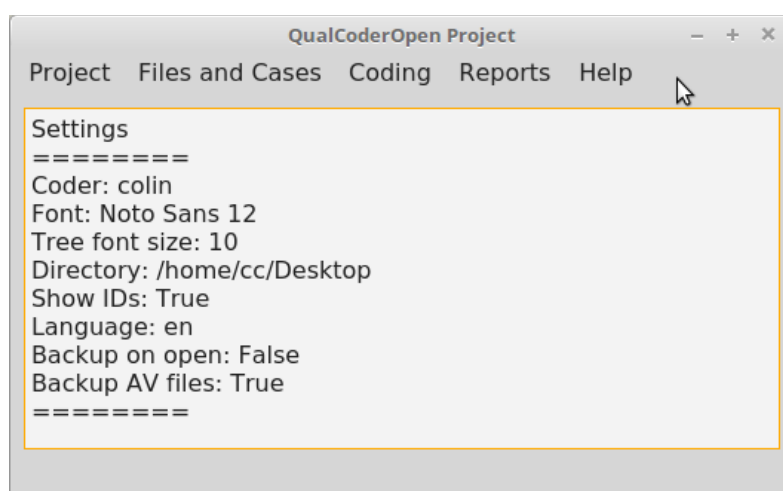 QualCoderOpen Project
Project Files and Cases Coding Reports Help
Settings
========
Coder: colin
Font: Noto Sans 12
Tree font size: 10
Directory: /home/cc/Desktop
Show IDs: True
Language: en
Backup on open: False
Backup AV files: True
========